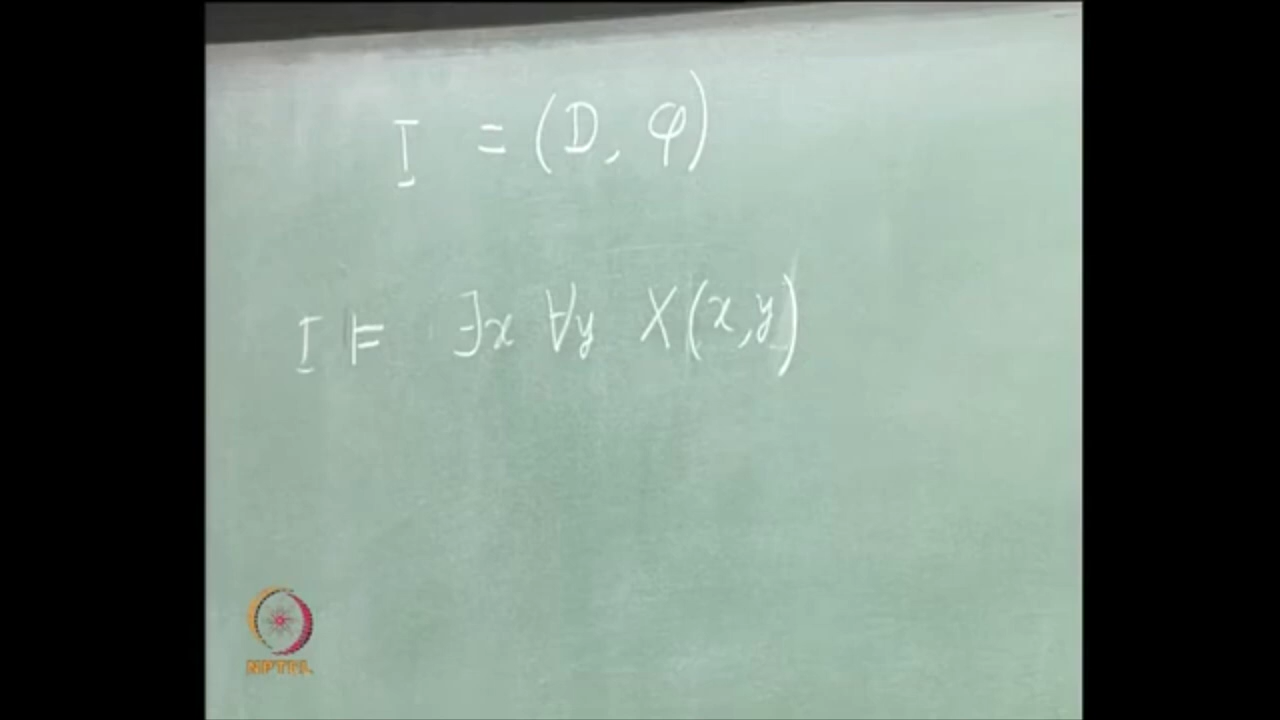 I = (D, φ)
I ⊨ ∃x ∀y X(x,y)
NPTEL